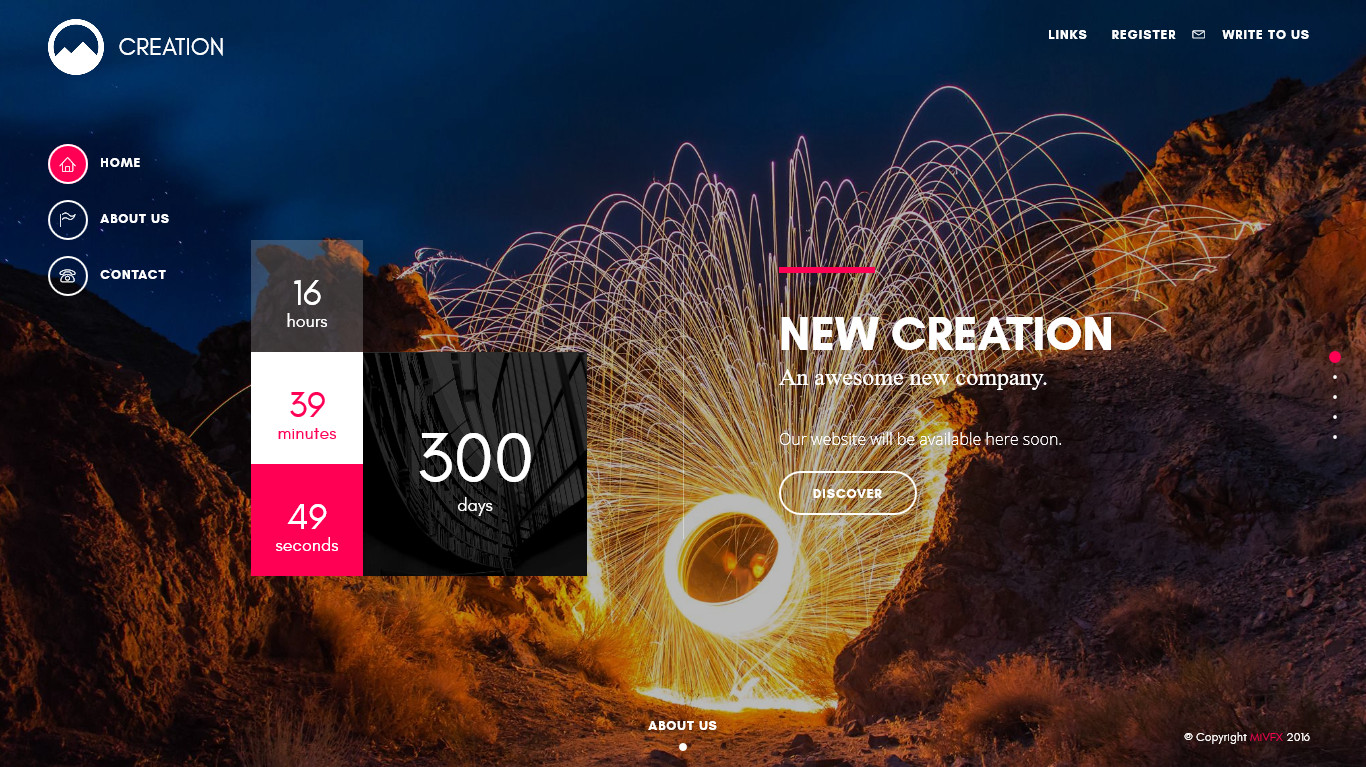 CREATION
LINKS REGISTER WRITE TO US
HOME
ABOUT US
CONTACT
16
hours
39
minutes
49
seconds
300
days
NEW CREATION
An awesome new company.
Our website will be available here soon.
DISCOVER
ABOUT US
© Copyright MIVFX 2016